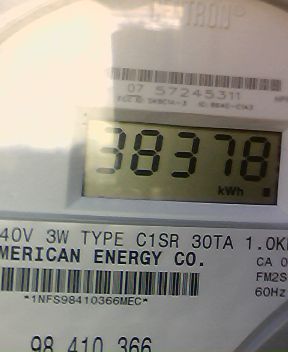 TRON®
07 57245311
38378
kWh
40V 3W TYPE C1SR 30TA 1.0K
MERICAN ENERGY CO.
CA 0
FM2S
60Hz
*1NFS98410366MEC*
98 410 366